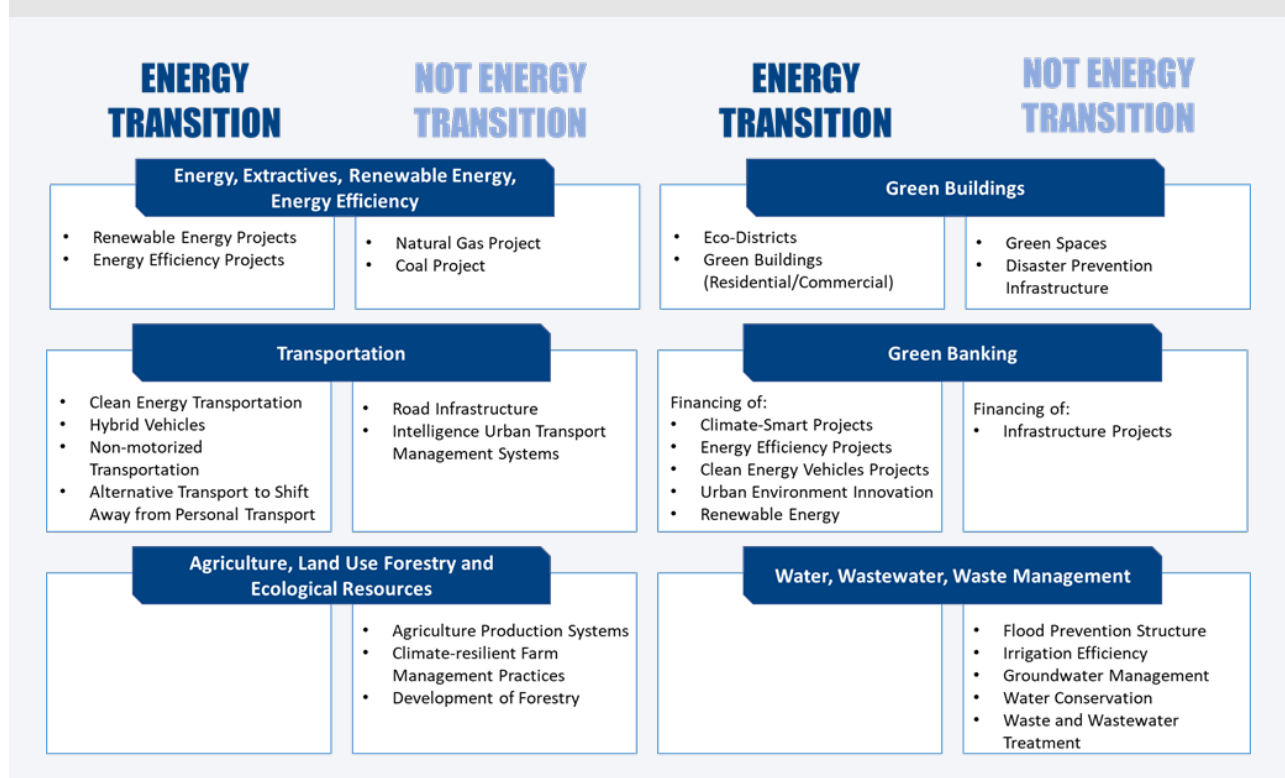 ENERGY
TRANSITION
NOT ENERGY
TRANSITION
ENERGY
TRANSITION
NOT ENERGY
TRANSITION
Energy, Extractives, Renewable Energy,
Energy Efficiency
• Renewable Energy Projects
• Energy Efficiency Projects
• Natural Gas Project
• Coal Project
Green Buildings
• Eco-Districts
• Green Buildings
(Residential/Commercial)
• Green Spaces
• Disaster Prevention
Infrastructure
Transportation
• Clean Energy Transportation
• Hybrid Vehicles
• Non-motorized
Transportation
• Alternative Transport to Shift
Away from Personal Transport
• Road Infrastructure
• Intelligence Urban Transport
Management Systems
Green Banking
Financing of:
• Climate-Smart Projects
• Energy Efficiency Projects
• Clean Energy Vehicles Projects
• Urban Environment Innovation
• Renewable Energy
Financing of:
• Infrastructure Projects
Agriculture, Land Use Forestry and
Ecological Resources
• Agriculture Production Systems
• Climate-resilient Farm
Management Practices
• Development of Forestry
Water, Wastewater, Waste Management
• Flood Prevention Structure
• Irrigation Efficiency
• Groundwater Management
• Water Conservation
• Waste and Wastewater
Treatment